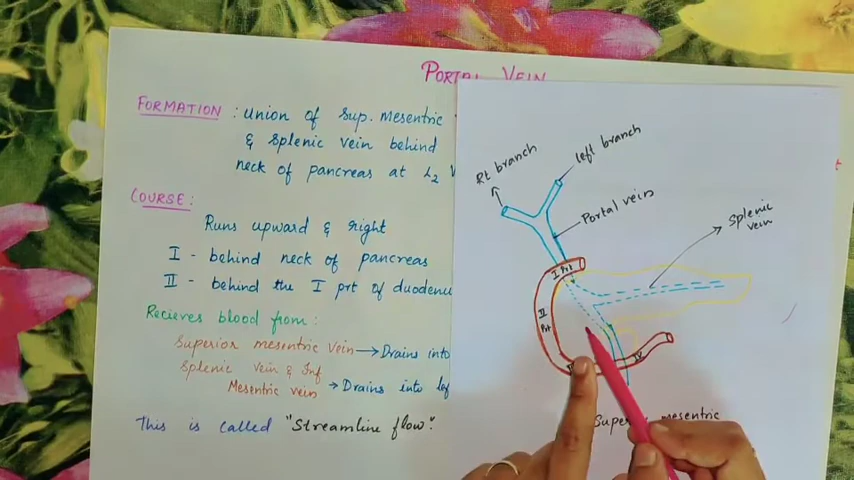 PORTAL VEIN
FORMATION : Union of Sup. Mesentric
& Splenic vein behind
neck of pancreas at L2
COURSE:
Runs upward & right
I - behind neck of pancreas
II - behind the I prt of duodenu
Recieves blood from:
Superior mesentric vein → Drains into
Splenic vein & Inf
Mesentric vein → Drains into lef
This is called "Streamline flow".
Rt branch
left branch
Portal vein
Splenic
vein
I Prt
II
Prt
IV
Superior mesentric